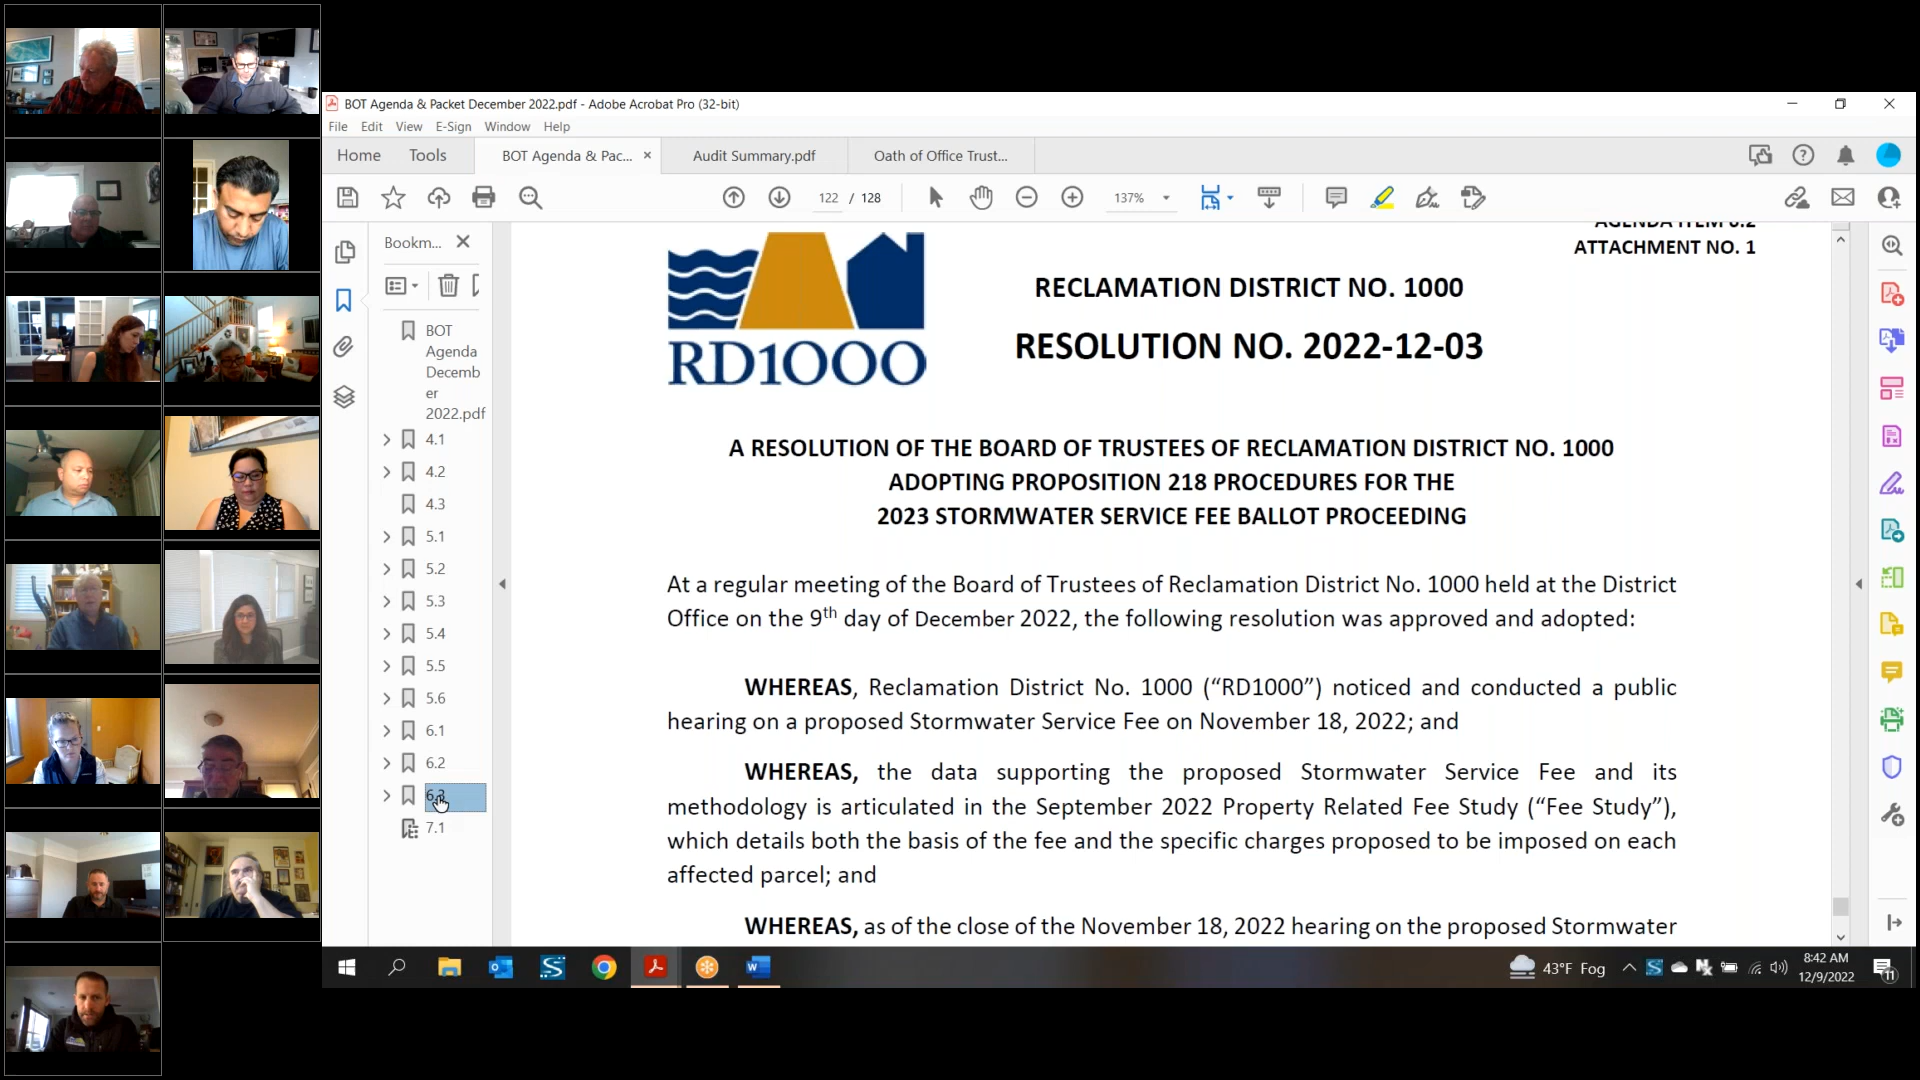 BOT Agenda & Packet December 2022.pdf - Adobe Acrobat Pro (32-bit)
File Edit View E-Sign Window Help
Home Tools BOT Agenda & Pac... × Audit Summary.pdf Oath of Office Trust...
122 / 128 137%
Bookm...
BOT
Agenda
Decemb
er
2022.pdf
4.1
4.2
4.3
5.1
5.2
5.3
5.4
5.5
5.6
6.1
6.2
6.3
7.1
AGENDA ITEM 6.2
ATTACHMENT NO. 1
RD1000
RECLAMATION DISTRICT NO. 1000
RESOLUTION NO. 2022-12-03
A RESOLUTION OF THE BOARD OF TRUSTEES OF RECLAMATION DISTRICT NO. 1000
ADOPTING PROPOSITION 218 PROCEDURES FOR THE
2023 STORMWATER SERVICE FEE BALLOT PROCEEDING
At a regular meeting of the Board of Trustees of Reclamation District No. 1000 held at the District
Office on the 9th day of December 2022, the following resolution was approved and adopted:
WHEREAS, Reclamation District No. 1000 (“RD1000”) noticed and conducted a public
hearing on a proposed Stormwater Service Fee on November 18, 2022; and
WHEREAS, the data supporting the proposed Stormwater Service Fee and its
methodology is articulated in the September 2022 Property Related Fee Study (“Fee Study”),
which details both the basis of the fee and the specific charges proposed to be imposed on each
affected parcel; and
WHEREAS, as of the close of the November 18, 2022 hearing on the proposed Stormwater
43°F Fog
8:42 AM
12/9/2022
11